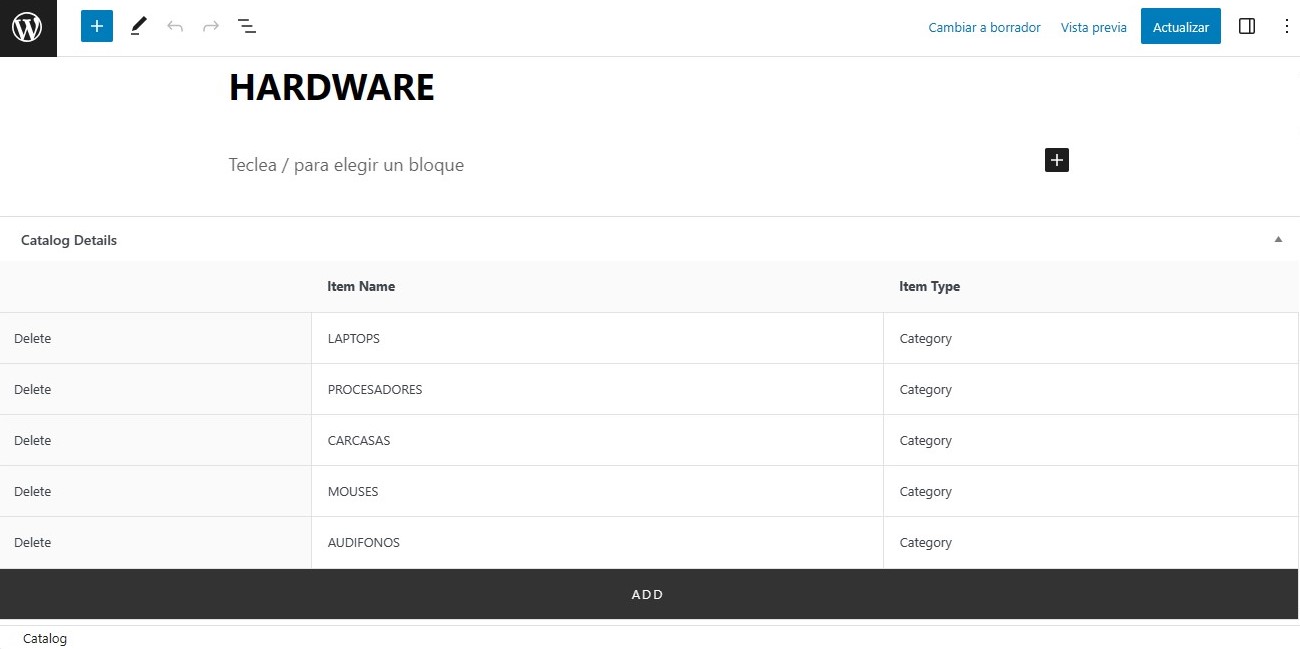 Cambiar a borrador Vista previa Actualizar
HARDWARE
Teclea / para elegir un bloque
Catalog Details
Item Name Item Type
Delete LAPTOPS Category
Delete PROCESADORES Category
Delete CARCASAS Category
Delete MOUSES Category
Delete AUDIFONOS Category
ADD
Catalog